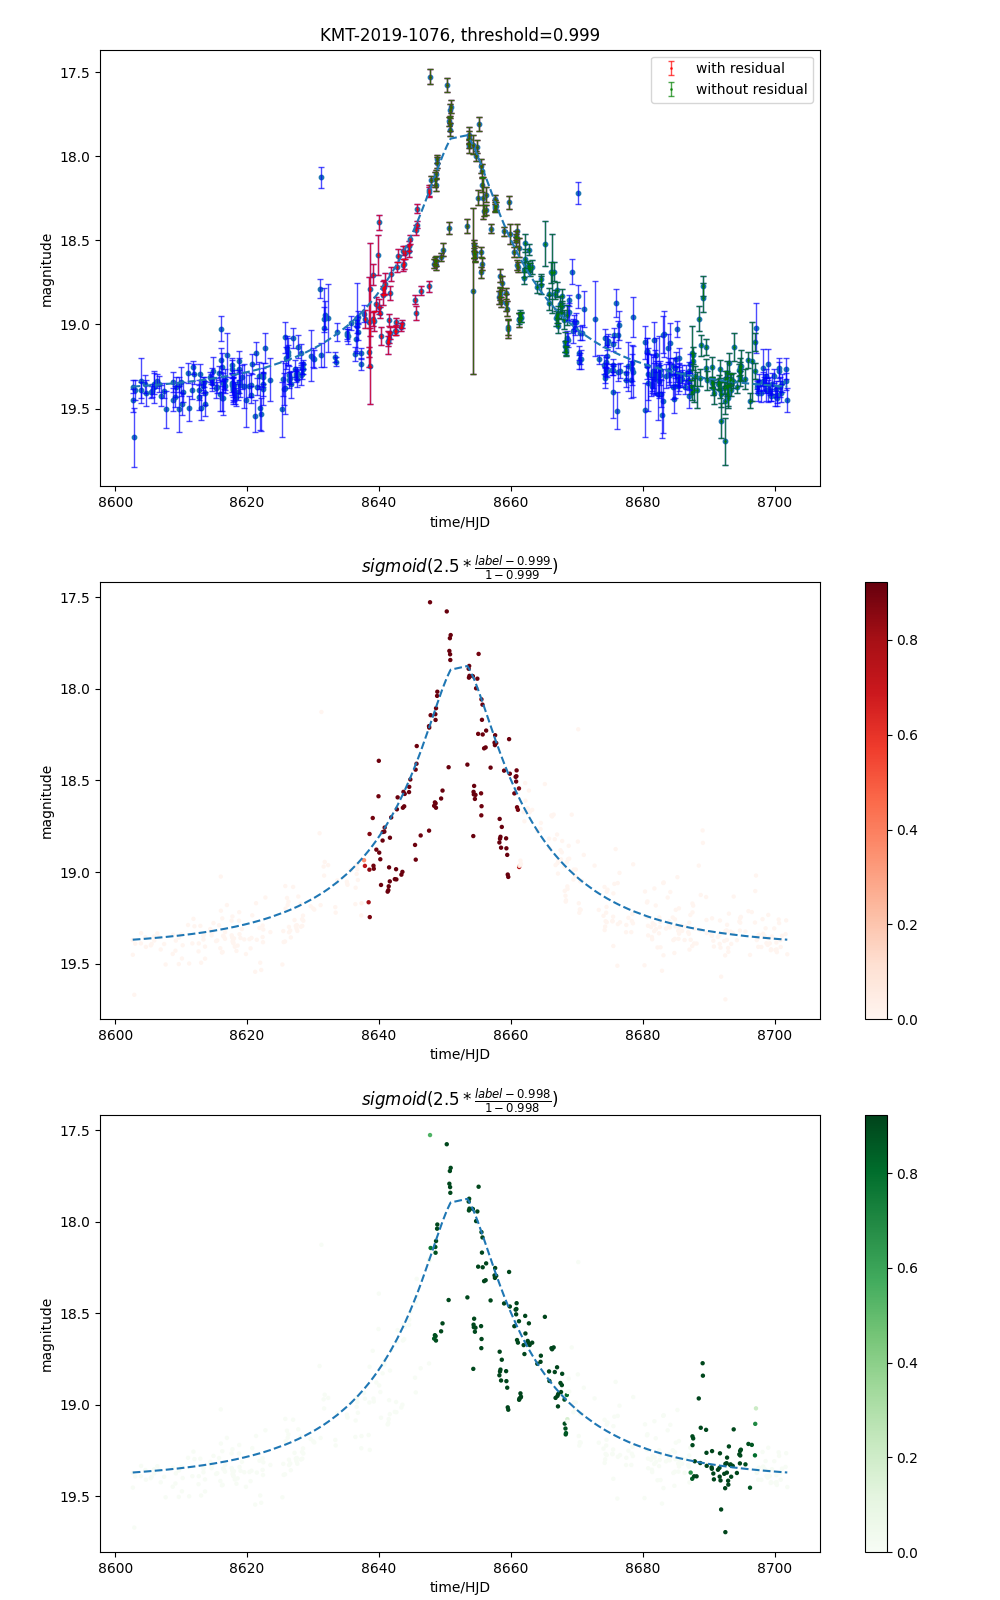 KMT-2019-1076, threshold=0.999
with residual
without residual
17.5
18.0
18.5
19.0
19.5
magnitude
8600 8620 8640 8660 8680 8700
time/HJD
sigmoid(2.5 * \frac{label − 0.999}{1 − 0.999})
17.5
18.0
18.5
19.0
19.5
magnitude
8600 8620 8640 8660 8680 8700
time/HJD
0.8
0.6
0.4
0.2
0.0
sigmoid(2.5 * \frac{label − 0.998}{1 − 0.998})
17.5
18.0
18.5
19.0
19.5
magnitude
8600 8620 8640 8660 8680 8700
time/HJD
0.8
0.6
0.4
0.2
0.0